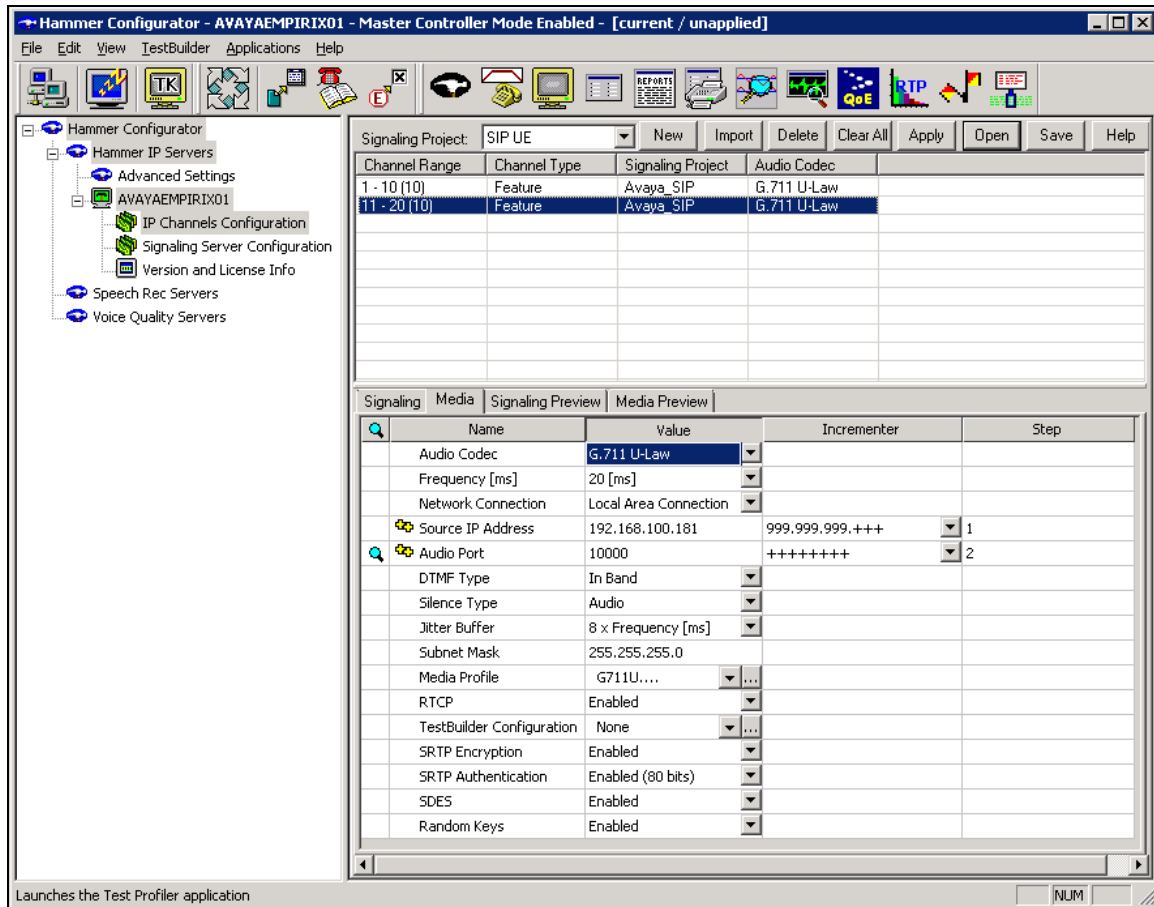 Hammer Configurator - AVAYAEMPIRIX01 - Master Controller Mode Enabled - [current / unapplied]
File Edit View TestBuilder Applications Help
TK E REPORTS QoE RTP
Hammer Configurator
Hammer IP Servers
Advanced Settings
AVAYAEMPIRIX01
IP Channels Configuration
Signaling Server Configuration
Version and License Info
Speech Rec Servers
Voice Quality Servers
Signaling Project: SIP UE New Import Delete Clear All Apply Open Save Help
Channel Range Channel Type Signaling Project Audio Codec
1 - 10 (10) Feature Avaya_SIP G.711 U-Law
11 - 20 (10) Feature Avaya_SIP G.711 U-Law
Signaling Media Signaling Preview Media Preview
Name Value Incrementer Step
Audio Codec G.711 U-Law
Frequency [ms] 20 [ms]
Network Connection Local Area Connection
Source IP Address 192.168.100.181 999.999.999.+++ 1
Audio Port 10000 ++++++++ 2
DTMF Type In Band
Silence Type Audio
Jitter Buffer 8 x Frequency [ms]
Subnet Mask 255.255.255.0
Media Profile G711U.... ...
RTCP Enabled
TestBuilder Configuration None ...
SRTP Encryption Enabled
SRTP Authentication Enabled (80 bits)
SDES Enabled
Random Keys Enabled
Launches the Test Profiler application NUM